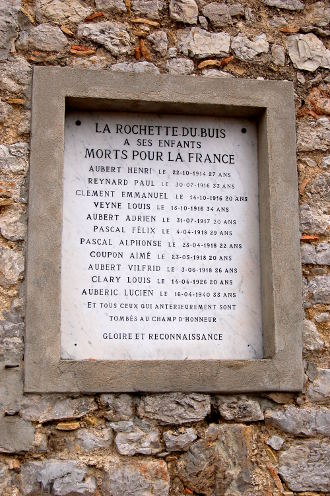 LA ROCHETTE DU BUIS
A SES ENFANTS
MORTS POUR LA FRANCE
AUBERT HENRI LE 22-10-1914 27 ANS
REYNARD PAUL LE 30-07-1916 33 ANS
CLEMENT EMMANUEL LE 14-10-1916 20 ANS
VEYNE LOUIS LE 15-10-1916 34 ANS
AUBERT ADRIEN LE 31-07-1917 30 ANS
PASCAL FÉLIX LE 4-04-1918 29 ANS
PASCAL ALPHONSE LE 25-04-1918 22 ANS
COUPON AIMÉ LE 23-05-1918 20 ANS
AUBERT VILFRID LE 3-06-1918 26 ANS
CLARY LOUIS LE 14-04-1926 20 ANS
AUBERIC LUCIEN LE 16-04-1940 33 ANS
ET TOUS CEUX QUI ANTERIEUREMENT SONT
TOMBÉS AU CHAMP D'HONNEUR
GLOIRE ET RECONNAISSANCE